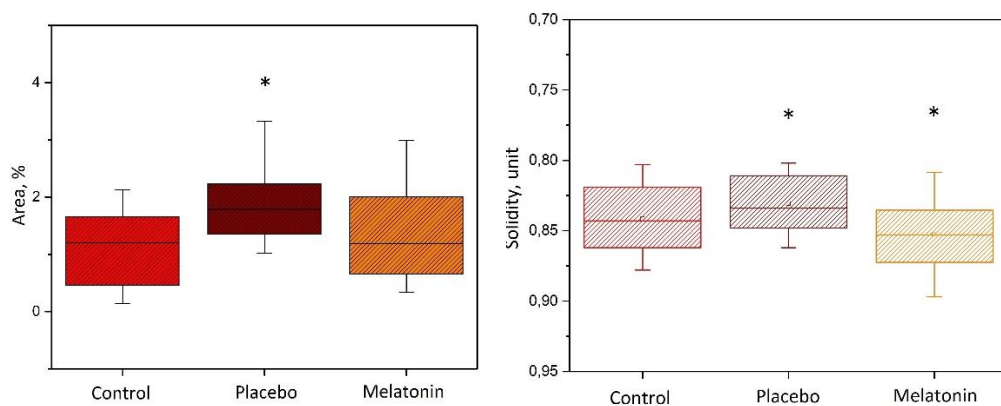 Area, %
4
2
0
*
Control Placebo Melatonin
Solidity, unit
0,70
0,75
0,80
0,85
0,90
0,95
* *
Control Placebo Melatonin